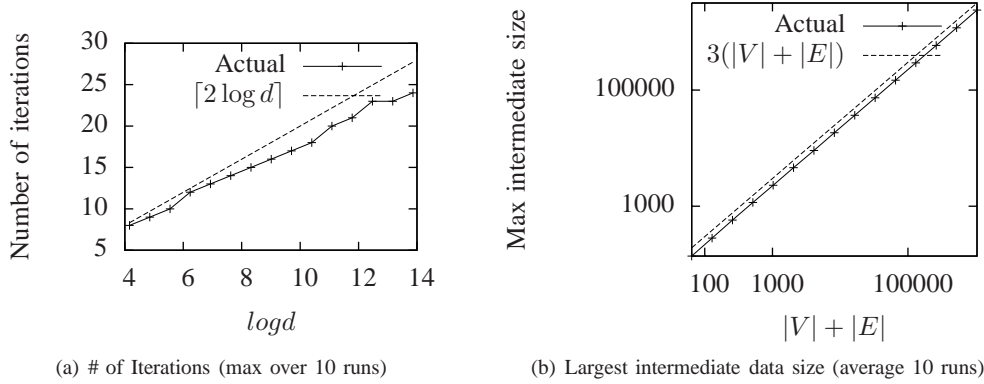 Number of iterations
30
25
20
15
10
5
4
6
8
10
12
14
logd
Actual
⌈2 log d⌉
(a) # of Iterations (max over 10 runs)
Max intermediate size
100000
1000
100
1000
100000
|V| + |E|
Actual
3(|V| + |E|)
(b) Largest intermediate data size (average 10 runs)